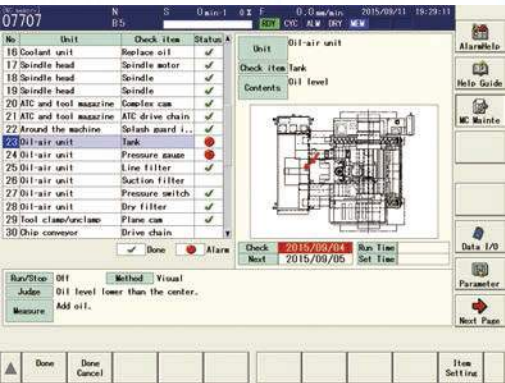 07707
N
B5
S
0 min-1
0 %
F
0.0 mm/min
2015/09/11 19:29:11
RDY CYC ALM DRY MEM
No Unit Check item Status
16 Coolant unit Replace oil
17 Spindle head Spindle motor
18 Spindle head Spindle
19 Spindle head Spindle
20 ATC and tool magazine Complex cam
21 ATC and tool magazine ATC drive chain
22 Around the machine Splash guard i..
23 Oil-air unit Tank
24 Oil-air unit Pressure gauge
25 Oil-air unit Line filter
26 Oil-air unit Suction filter
27 Oil-air unit Pressure switch
28 Oil-air unit Dry filter
29 Tool clamp/unclamp Plane cam
30 Chip conveyor Drive chain
Done Alarm
Unit Oil-air unit
Check item Tank
Contents Oil level
Check 2015/09/04 Run Time
Next 2015/09/05 Set Time
Run/Stop Off Method Visual
Judge Oil level lower than the center.
Measure Add oil.
AlarmHelp
Help Guide
MC Mainte
Data I/O
Parameter
Next Page
Done
Done Cancel
Item Setting